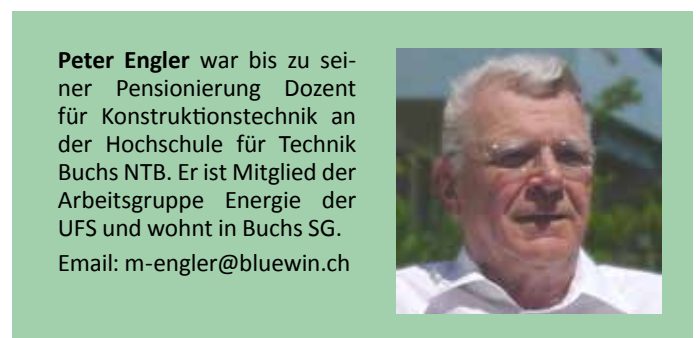 Peter Engler war bis zu sei-
ner Pensionierung Dozent
für Konstruktionstechnik an
der Hochschule für Technik
Buchs NTB. Er ist Mitglied der
Arbeitsgruppe Energie der
UFS und wohnt in Buchs SG.
Email: m-engler@bluewin.ch